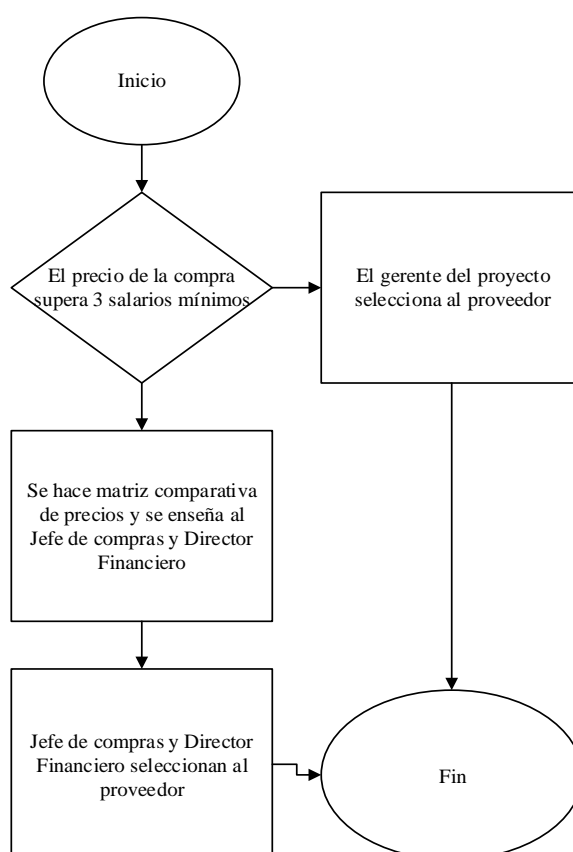 Inicio
El precio de la compra
supera 3 salarios mínimos
El gerente del proyecto
selecciona al proveedor
Se hace matriz comparativa
de precios y se enseña al
Jefe de compras y Director
Financiero
Jefe de compras y Director
Financiero seleccionan al
proveedor
Fin